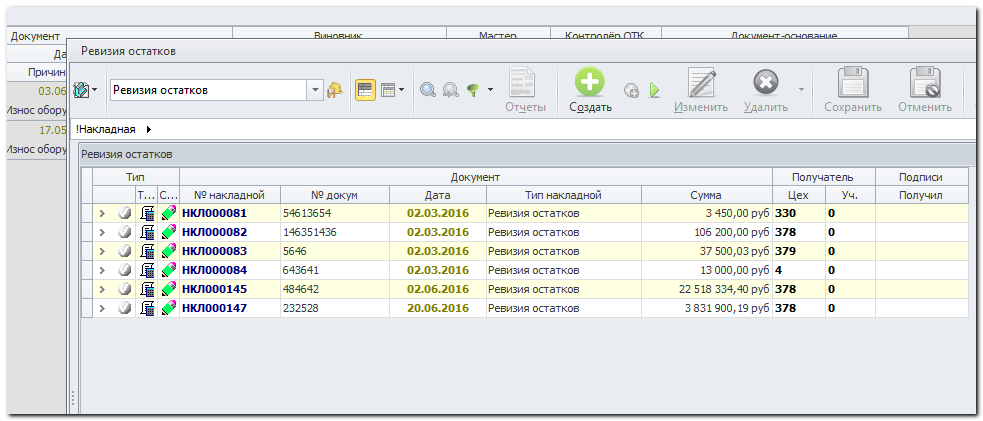 Документ Виновник Мастер Контролёр ОТК Документ-основание
Ревизия остатков
Да
Причин
03.06
Износ обору
17.05
Износ обору
Ревизия остатков
Отчеты Создать Изменить Удалить Сохранить Отменить
!Накладная
Ревизия остатков
Тип Документ Получатель Подписи
Т... С... № накладной № докум Дата Тип накладной Сумма Цех Уч. Получил
НКЛ000081 54613654 02.03.2016 Ревизия остатков 3 450,00 руб 330 0
НКЛ000082 146351436 02.03.2016 Ревизия остатков 106 200,00 руб 378 0
НКЛ000083 5646 02.03.2016 Ревизия остатков 37 500,03 руб 379 0
НКЛ000084 643641 02.03.2016 Ревизия остатков 13 000,00 руб 4 0
НКЛ000145 484642 02.06.2016 Ревизия остатков 22 518 334,40 руб 378 0
НКЛ000147 232528 20.06.2016 Ревизия остатков 3 831 900,19 руб 378 0